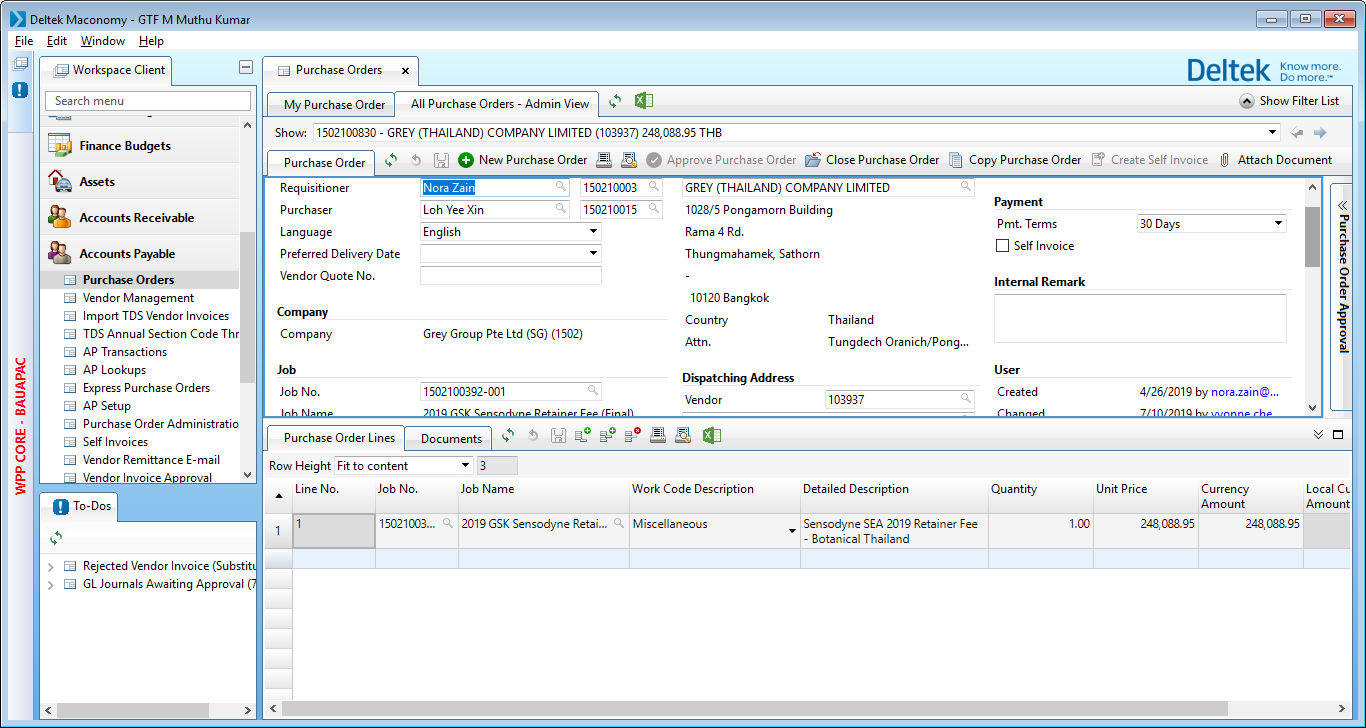 Deltek Maconomy - GTF M Muthu Kumar
File Edit Window Help
WPP CORE - BAUAPAC
Workspace Client
Search menu
Finance Budgets
Assets
Accounts Receivable
Accounts Payable
Purchase Orders
Vendor Management
Import TDS Vendor Invoices
TDS Annual Section Code Thr
AP Transactions
AP Lookups
Express Purchase Orders
AP Setup
Purchase Order Administratio
Self Invoices
Vendor Remittance E-mail
Vendor Invoice Approval
To-Dos
Rejected Vendor Invoice (Substitu
GL Journals Awaiting Approval (7
Purchase Orders
Deltek Know more.
Do more.™
My Purchase Order All Purchase Orders - Admin View Show Filter List
Show: 1502100830 - GREY (THAILAND) COMPANY LIMITED (103937) 248,088.95 THB
Purchase Order New Purchase Order Approve Purchase Order Close Purchase Order Copy Purchase Order Create Self Invoice Attach Document
Requisitioner Nora Zain 150210003
Purchaser Loh Yee Xin 150210015
Language English
Preferred Delivery Date
Vendor Quote No.
Company
Company Grey Group Pte Ltd (SG) (1502)
Job
Job No. 1502100392-001
Job Name 2019 GSK Sensodyne Retainer Fee (Final)
GREY (THAILAND) COMPANY LIMITED
1028/5 Pongamorn Building
Rama 4 Rd.
Thungmahamek, Sathorn
-
10120 Bangkok
Country Thailand
Attn. Tungdech Oranich/Pong...
Dispatching Address
Vendor 103937
Payment
Pmt. Terms 30 Days
Self Invoice
Internal Remark
User
Created 4/26/2019 by nora.zain@...
Changed 7/10/2019 by yvonne.che
Purchase Order Approval
Purchase Order Lines Documents
Row Height Fit to content 3
Line No. Job No. Job Name Work Code Description Detailed Description Quantity Unit Price Currency Amount Local Cu Amount
1 1 15021003... 2019 GSK Sensodyne Retai... Miscellaneous Sensodyne SEA 2019 Retainer Fee 1.00 248,088.95 248,088.95
- Botanical Thailand